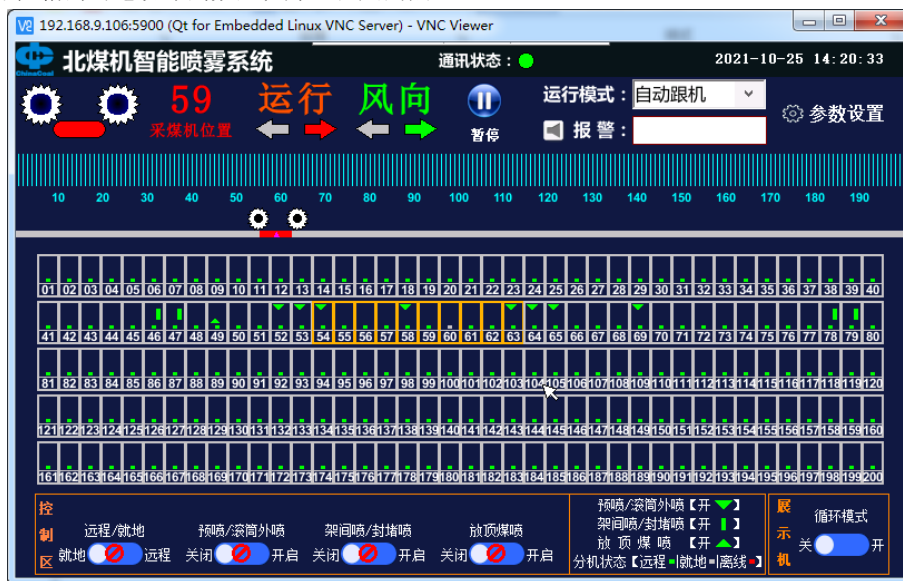 192.168.9.106:5900 (Qt for Embedded Linux VNC Server) - VNC Viewer
ChinaCoal 北煤机智能喷雾系统 通讯状态： 2021-10-25 14:20:33
59 运行 风向 运行模式：自动跟机 参数设置
采煤机位置 暂停 报 警：
10 20 30 40 50 60 70 80 90 100 110 120 130 140 150 160 170 180 190
01 02 03 04 05 06 07 08 09 10 11 12 13 14 15 16 17 18 19 20 21 22 23 24 25 26 27 28 29 30 31 32 33 34 35 36 37 38 39 40
41 42 43 44 45 46 47 48 49 50 51 52 53 54 55 56 57 58 59 60 61 62 63 64 65 66 67 68 69 70 71 72 73 74 75 76 77 78 79 80
81 82 83 84 85 86 87 88 89 90 91 92 93 94 95 96 97 98 99 100 101 102 103 104 105 106 107 108 109 110 111 112 113 114 115 116 117 118 119 120
121 122 123 124 125 126 127 128 129 130 131 132 133 134 135 136 137 138 139 140 141 142 143 144 145 146 147 148 149 150 151 152 153 154 155 156 157 158 159 160
161 162 163 164 165 166 167 168 169 170 171 172 173 174 175 176 177 178 179 180 181 182 183 184 185 186 187 188 189 190 191 192 193 194 195 196 197 198 199 200
控制区
远程/就地 预喷/滚筒外喷 架间喷/封堵喷 放顶煤喷
就地 远程 关闭 开启 关闭 开启 关闭 开启
预喷/滚筒外喷【开】
架间喷/封堵喷【开】
放 顶 煤 喷 【开】
分机状态【远程 |就地 |离线】
展示机
循环模式
关 开